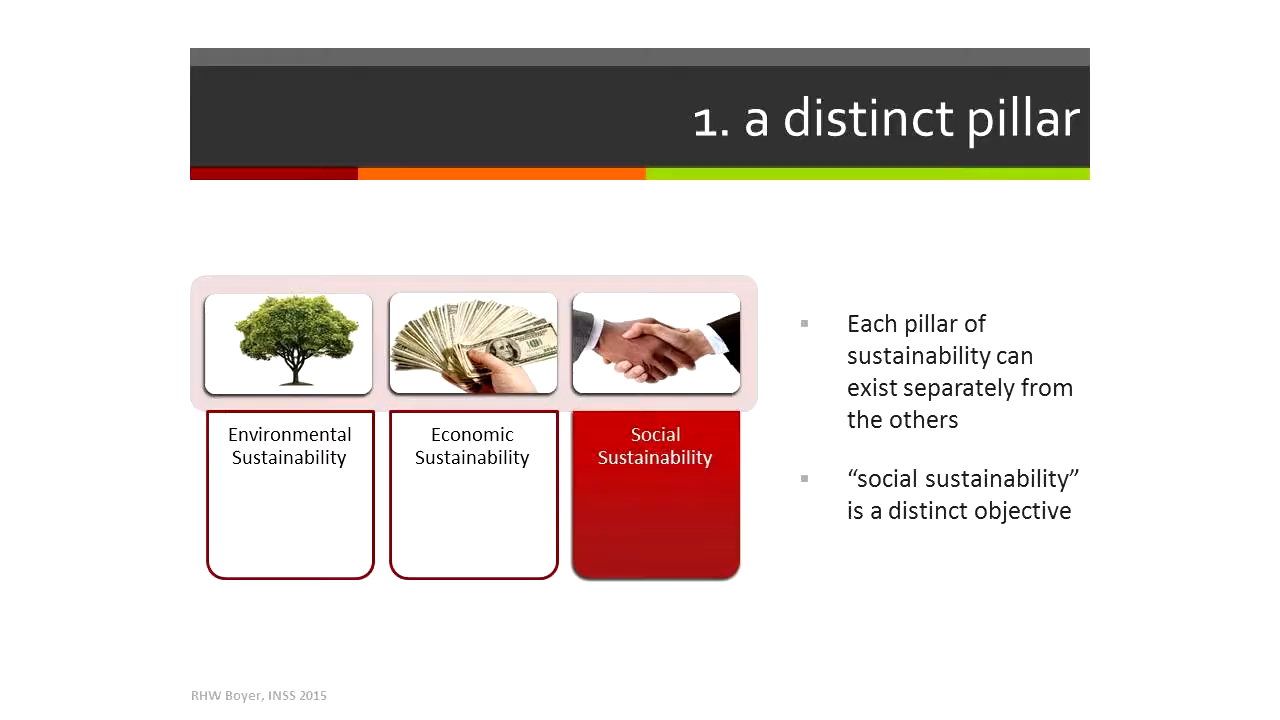 1. a distinct pillar
Environmental
Sustainability
Economic
Sustainability
Social
Sustainability
Each pillar of
sustainability can
exist separately from
the others
“social sustainability”
is a distinct objective
RHW Boyer, INSS 2015